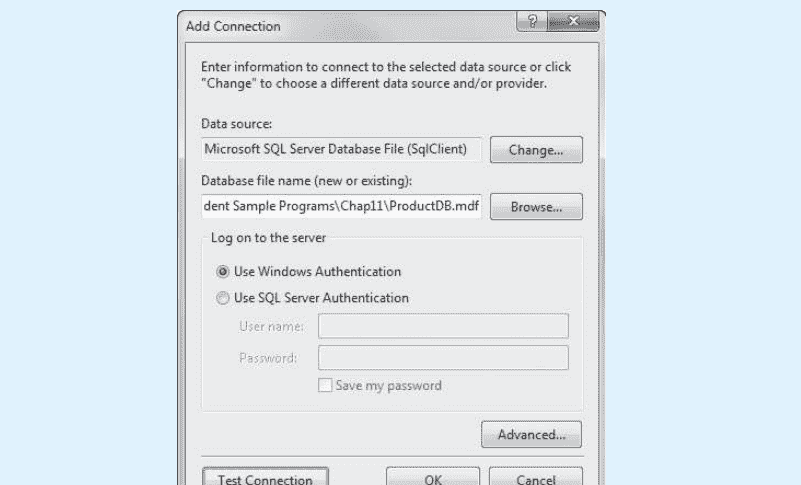 Add Connection
?
Enter information to connect to the selected data source or click
"Change" to choose a different data source and/or provider.
Data source:
Microsoft SQL Server Database File (SqlClient)
Change...
Database file name (new or existing):
dent Sample Programs\Chap11\ProductDB.mdf
Browse...
Log on to the server
Use Windows Authentication
Use SQL Server Authentication
User name:
Password:
Save my password
Advanced...
Test Connection
OK
Cancel